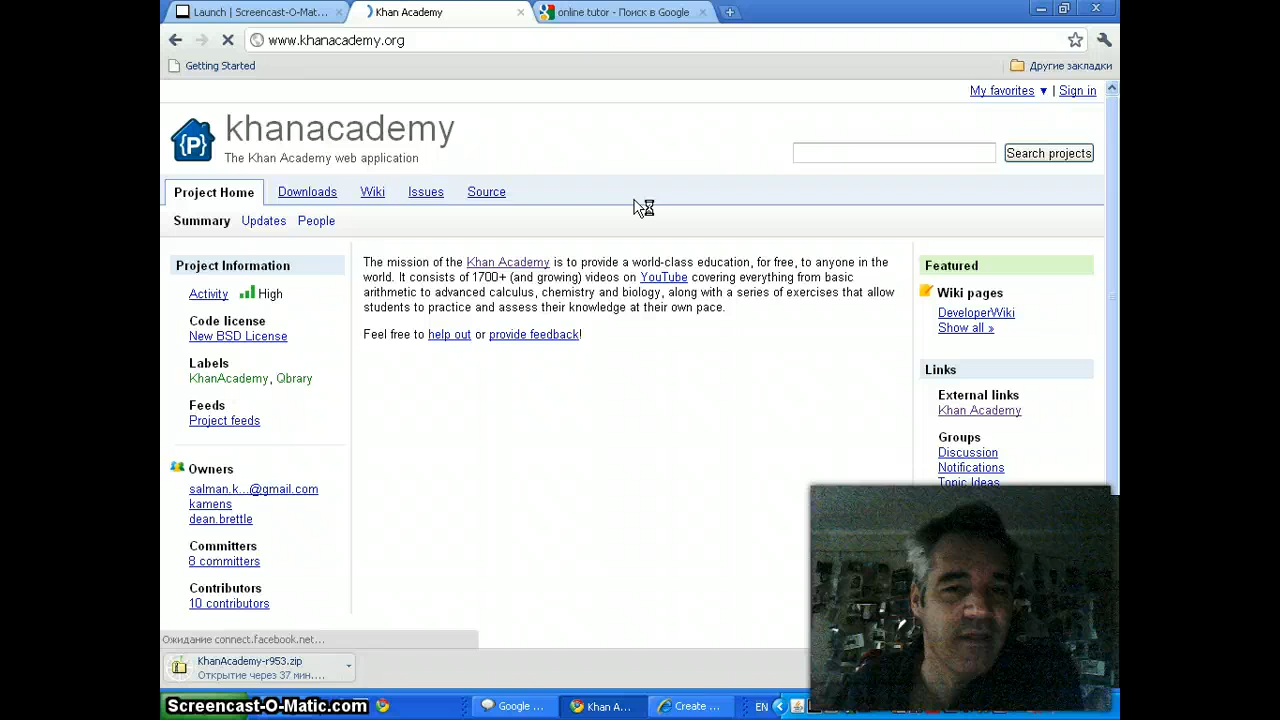 Launch | Screencast-O-Mat...
Khan Academy
online tutor - Поиск в Google
www.khanacademy.org
Getting Started
Другие закладки
My favorites ▼ | Sign in
khanacademy
The Khan Academy web application
Search projects
Project Home
Downloads
Wiki
Issues
Source
Summary
Updates
People
Project Information
Activity
High
Code license
New BSD License
Labels
KhanAcademy, Qbrary
Feeds
Project feeds
Owners
salman.k...@gmail.com
kamens
dean.brettle
Committers
8 committers
Contributors
10 contributors
The mission of the Khan Academy is to provide a world-class education, for free, to anyone in the
world. It consists of 1700+ (and growing) videos on YouTube covering everything from basic
arithmetic to advanced calculus, chemistry and biology, along with a series of exercises that allow
students to practice and assess their knowledge at their own pace.
Feel free to help out or provide feedback!
Featured
Wiki pages
DeveloperWiki
Show all »
Links
External links
Khan Academy
Groups
Discussion
Notifications
Topic Ideas
Ожидание connect.facebook.net...
KhanAcademy-r953.zip
Открытие через 37 мин....
Screencast-O-Matic.com
Google ...
Khan A...
Create ...
EN